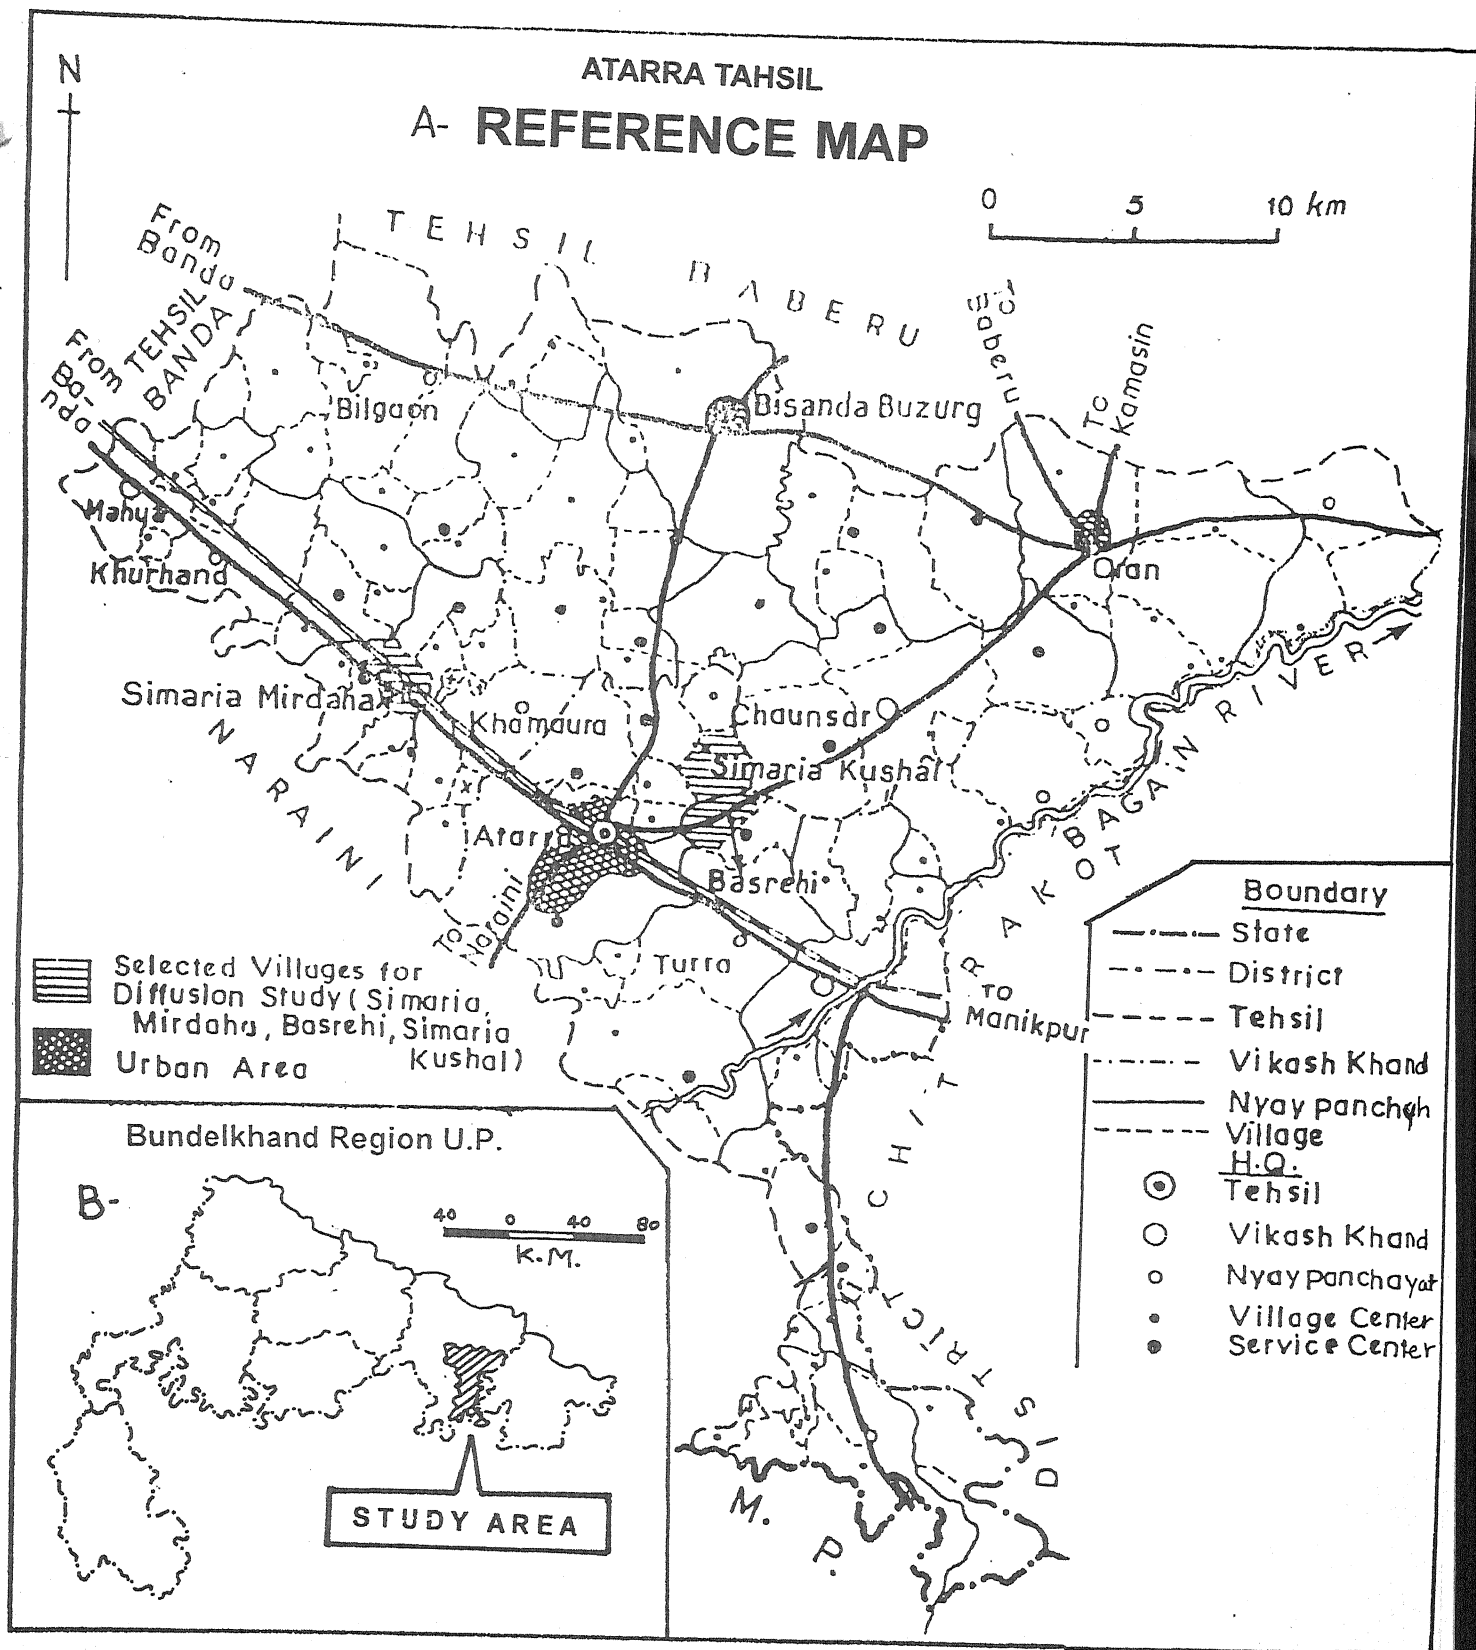 ATARRA TAHSIL
A- REFERENCE MAP
N
0 5 10 km
From
Banda
TEHSIL BABERU
To
Baberu
To
Kamasin
From
Ba-
nda
TEHSIL
BANDA
Bilgaon
Bisanda Buzurg
Mahya
Khurhand
Oran
Simaria Mirdaha
Khamaura
Chaunsar
Simaria Kushal
BAGAIN RIVER
NARAINI
Atarra
Basrehi
To
Naraini
Turra
TO
Manikpur
DISTRICT CHITRAKOT
M. P.
Selected Villages for
Diffusion Study (Simaria,
Mirdaha, Basrehi, Simaria
Kushal)
Urban Area
Boundary
State
District
Tehsil
Vikash Khand
Nyay panchyh
Village
H.Q.
Tehsil
Vikash Khand
Nyay panchayat
Village Center
Service Center
Bundelkhand Region U.P.
B-
40 0 40 80
K.M.
STUDY AREA